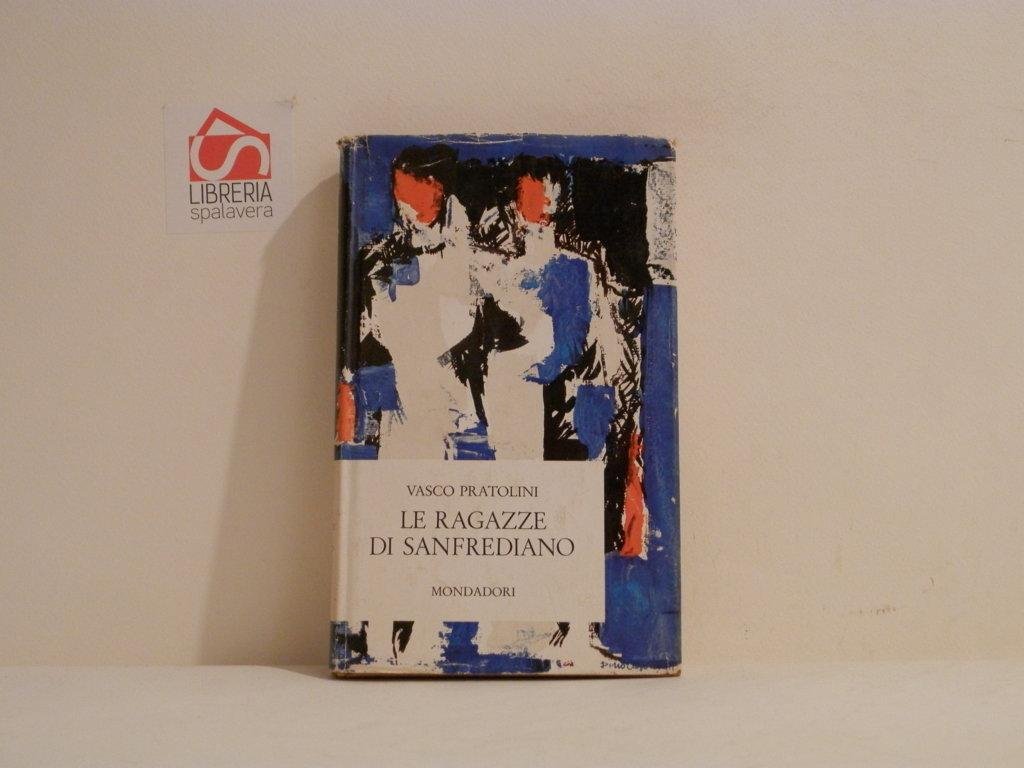 LIBRERIA
spalavera
VASCO PRATOLINI
LE RAGAZZE
DI SANFREDIANO
MONDADORI